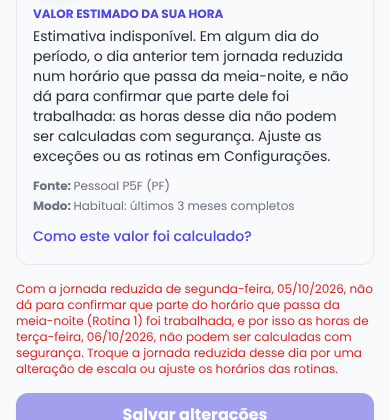 VALOR ESTIMADO DA SUA HORA
Estimativa indisponível. Em algum dia do
período, o dia anterior tem jornada reduzida
num horário que passa da meia-noite, e não
dá para confirmar que parte dele foi
trabalhada: as horas desse dia não podem
ser calculadas com segurança. Ajuste as
exceções ou as rotinas em Configurações.
Fonte: Pessoal P5F (PF)
Modo: Habitual: últimos 3 meses completos
Como este valor foi calculado?
Com a jornada reduzida de segunda-feira, 05/10/2026, não
dá para confirmar que parte do horário que passa da
meia-noite (Rotina 1) foi trabalhada, e por isso as horas de
terça-feira, 06/10/2026, não podem ser calculadas com
segurança. Troque a jornada reduzida desse dia por uma
alteração de escala ou ajuste os horários das rotinas.
Salvar alterações